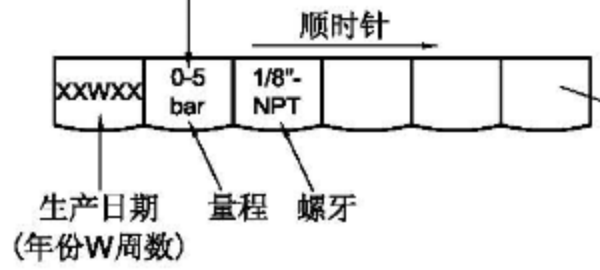 顺时针
XXWXX
0-5
bar
1/8"-
NPT
生产日期
(年份W周数)
量程
螺牙